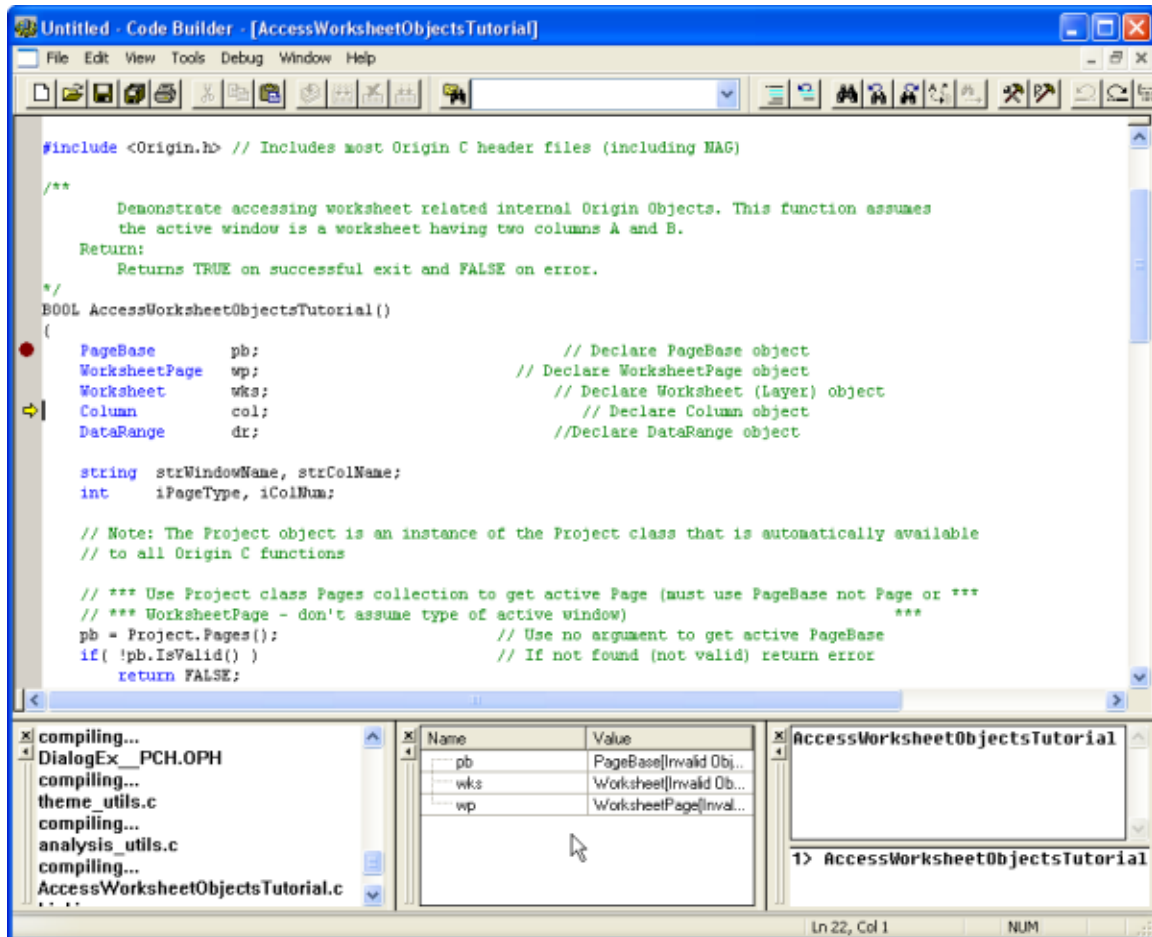 Untitled - Code Builder - [AccessWorksheetObjectsTutorial]
File Edit View Tools Debug Window Help
#include <Origin.h> // Includes most Origin C header files (including NAG)
/**
Demonstrate accessing worksheet related internal Origin Objects. This function assumes
the active window is a worksheet having two columns A and B.
Return:
Returns TRUE on successful exit and FALSE on error.
*/
BOOL AccessWorksheetObjectsTutorial()
{
PageBase pb; // Declare PageBase object
WorksheetPage wp; // Declare WorksheetPage object
Worksheet wks; // Declare Worksheet (Layer) object
Column col; // Declare Column object
DataRange dr; //Declare DataRange object
string strWindowName, strColName;
int iPageType, iColNum;
// Note: The Project object is an instance of the Project class that is automatically available
// to all Origin C functions
// *** Use Project class Pages collection to get active Page (must use PageBase not Page or ***
// *** WorksheetPage - don't assume type of active window) ***
pb = Project.Pages(); // Use no argument to get active PageBase
if( !pb.IsValid() ) // If not found (not valid) return error
return FALSE;
compiling...
DialogEx__PCH.OPH
compiling...
theme_utils.c
compiling...
analysis_utils.c
compiling...
AccessWorksheetObjectsTutorial.c
Name Value
pb PageBase[Invalid Obj...
wks Worksheet[Invalid Ob...
wp WorksheetPage[Inval...
AccessWorksheetObjectsTutorial
1> AccessWorksheetObjectsTutorial
Ln 22, Col 1 NUM